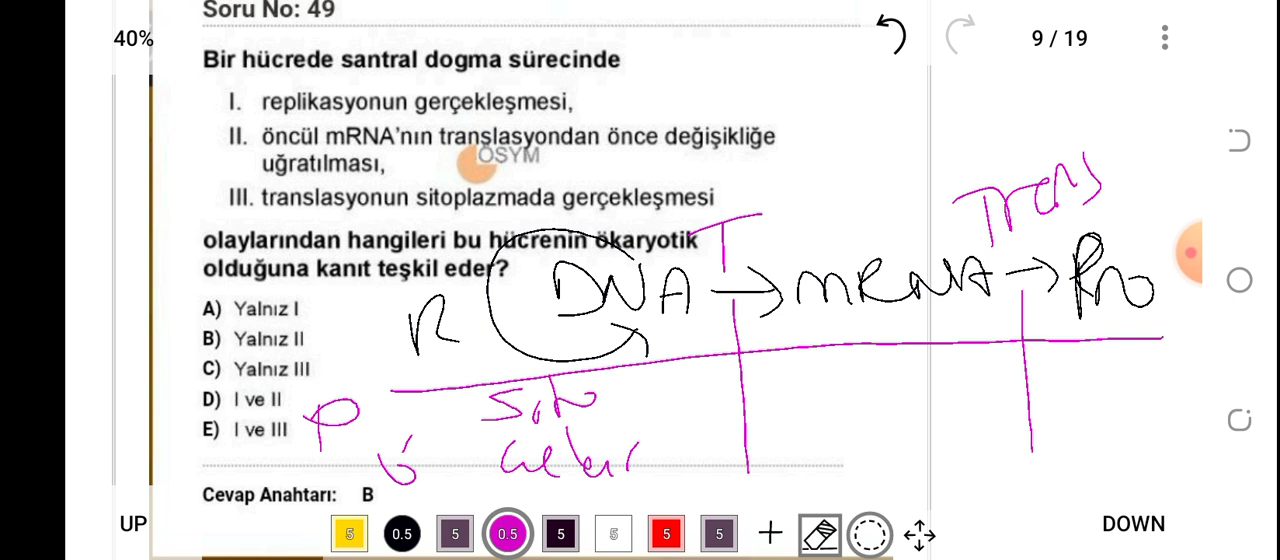 Soru No: 49
40%
9 / 19
Bir hücrede santral dogma sürecinde
I. replikasyonun gerçekleşmesi,
II. öncül mRNA'nın translasyondan önce değişikliğe
uğratılması,
ÖSYM
III. translasyonun sitoplazmada gerçekleşmesi
Trans
T
olaylarından hangileri bu hücrenin ökaryotik
olduğuna kanıt teşkil eder?
R DNA → mRNA → Pro
A) Yalnız I
B) Yalnız II
C) Yalnız III
D) I ve II
E) I ve III
P Sito
Ö
Cevap Anahtarı: B
UP
5 0.5 5 0.5 5 5 5 5
DOWN